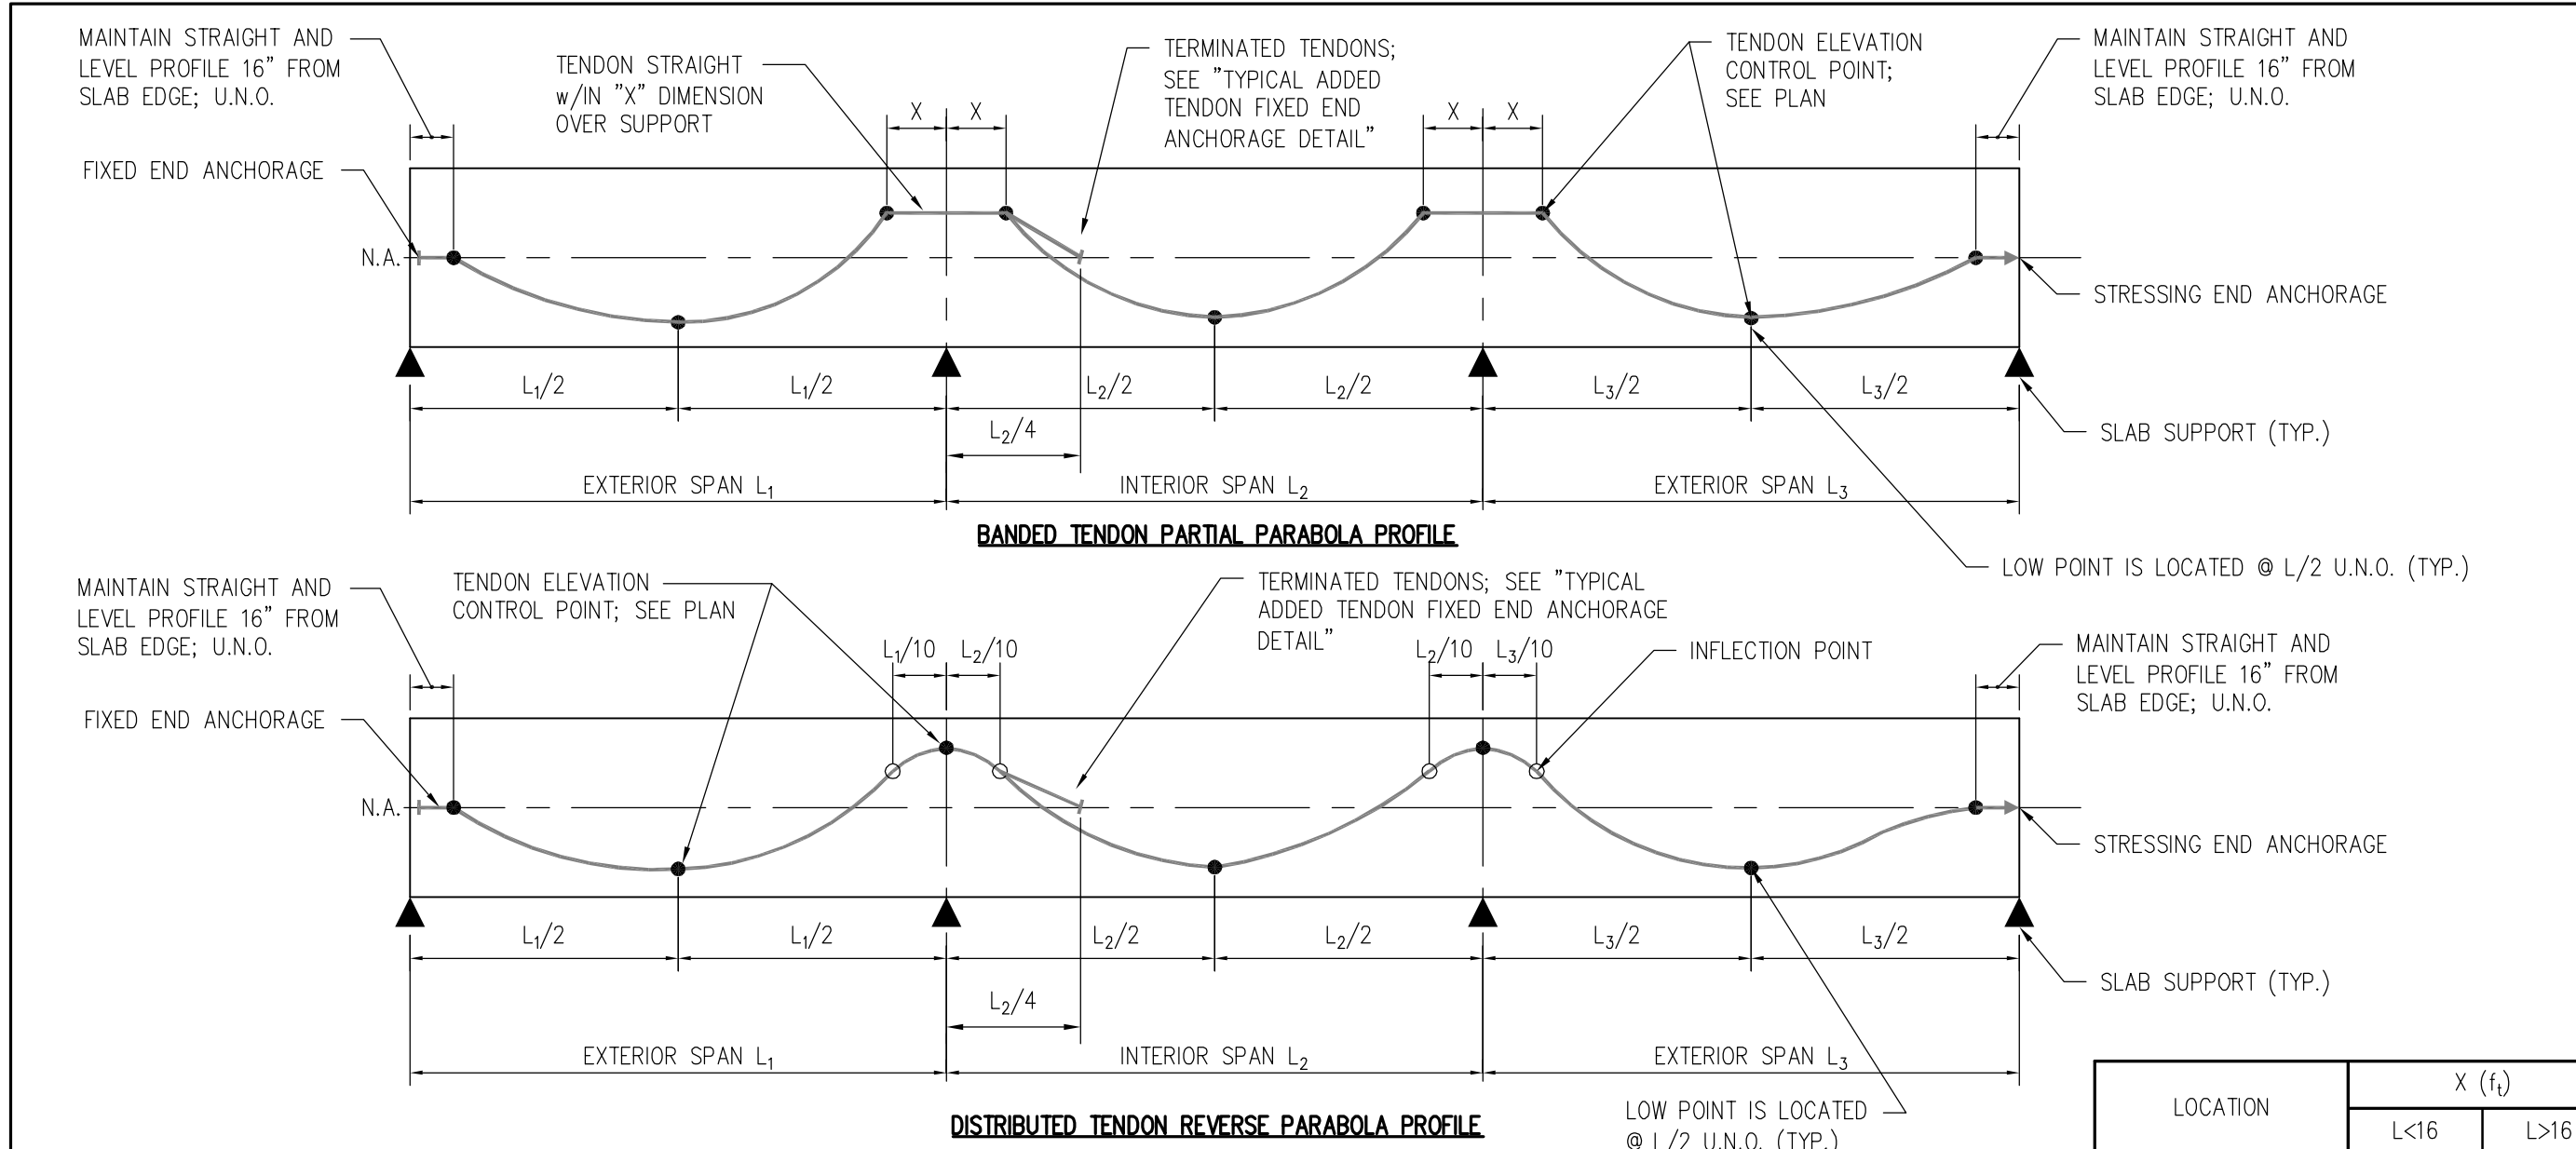 MAINTAIN STRAIGHT AND
LEVEL PROFILE 16" FROM
SLAB EDGE; U.N.O.
TENDON STRAIGHT
w/IN "X" DIMENSION
OVER SUPPORT
TERMINATED TENDONS;
SEE "TYPICAL ADDED
TENDON FIXED END
ANCHORAGE DETAIL"
TENDON ELEVATION
CONTROL POINT;
SEE PLAN
MAINTAIN STRAIGHT AND
LEVEL PROFILE 16" FROM
SLAB EDGE; U.N.O.
X X X X
FIXED END ANCHORAGE
N.A.
STRESSING END ANCHORAGE
L₁/2 L₁/2 L₂/2 L₂/2 L₃/2 L₃/2
L₂/4
SLAB SUPPORT (TYP.)
EXTERIOR SPAN L₁ INTERIOR SPAN L₂ EXTERIOR SPAN L₃
BANDED TENDON PARTIAL PARABOLA PROFILE
LOW POINT IS LOCATED @ L/2 U.N.O. (TYP.)
MAINTAIN STRAIGHT AND
LEVEL PROFILE 16" FROM
SLAB EDGE; U.N.O.
TENDON ELEVATION
CONTROL POINT; SEE PLAN
TERMINATED TENDONS; SEE "TYPICAL
ADDED TENDON FIXED END ANCHORAGE
DETAIL"
L₁/10 L₂/10 L₂/10 L₃/10
INFLECTION POINT
MAINTAIN STRAIGHT AND
LEVEL PROFILE 16" FROM
SLAB EDGE; U.N.O.
FIXED END ANCHORAGE
N.A.
STRESSING END ANCHORAGE
L₁/2 L₁/2 L₂/2 L₂/2 L₃/2 L₃/2
L₂/4
SLAB SUPPORT (TYP.)
EXTERIOR SPAN L₁ INTERIOR SPAN L₂ EXTERIOR SPAN L₃
DISTRIBUTED TENDON REVERSE PARABOLA PROFILE
LOW POINT IS LOCATED
@ L/2 U.N.O. (TYP.)
LOCATION
X (fₜ)
L<16 L>16